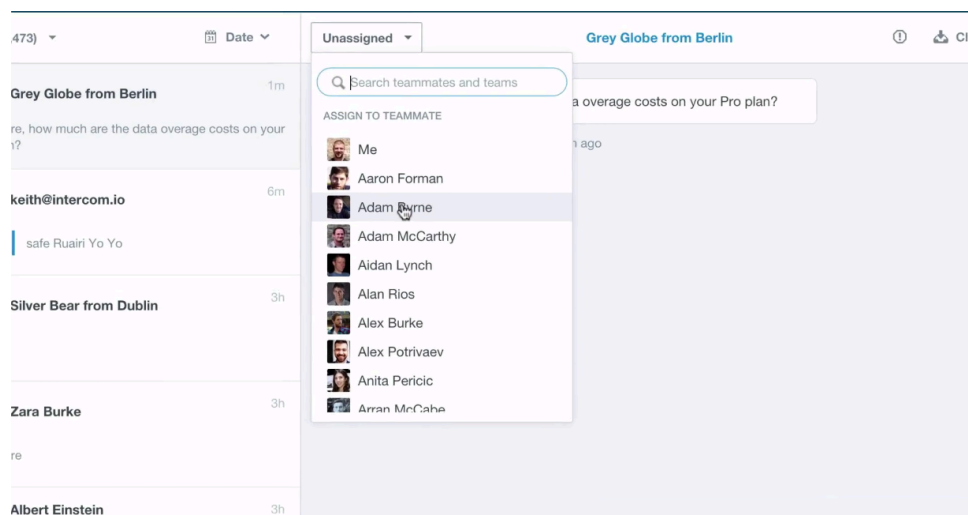 ,473)
31 Date
Grey Globe from Berlin
1m
re, how much are the data overage costs on your
n?
keith@intercom.io
6m
safe Ruairi Yo Yo
Silver Bear from Dublin
3h
Zara Burke
3h
re
Albert Einstein
3h
Unassigned
Grey Globe from Berlin
Cl
Search teammates and teams
ASSIGN TO TEAMMATE
Me
Aaron Forman
Adam Byrne
Adam McCarthy
Aidan Lynch
Alan Rios
Alex Burke
Alex Potrivaev
Anita Pericic
Arran McCabe
a overage costs on your Pro plan?
n ago